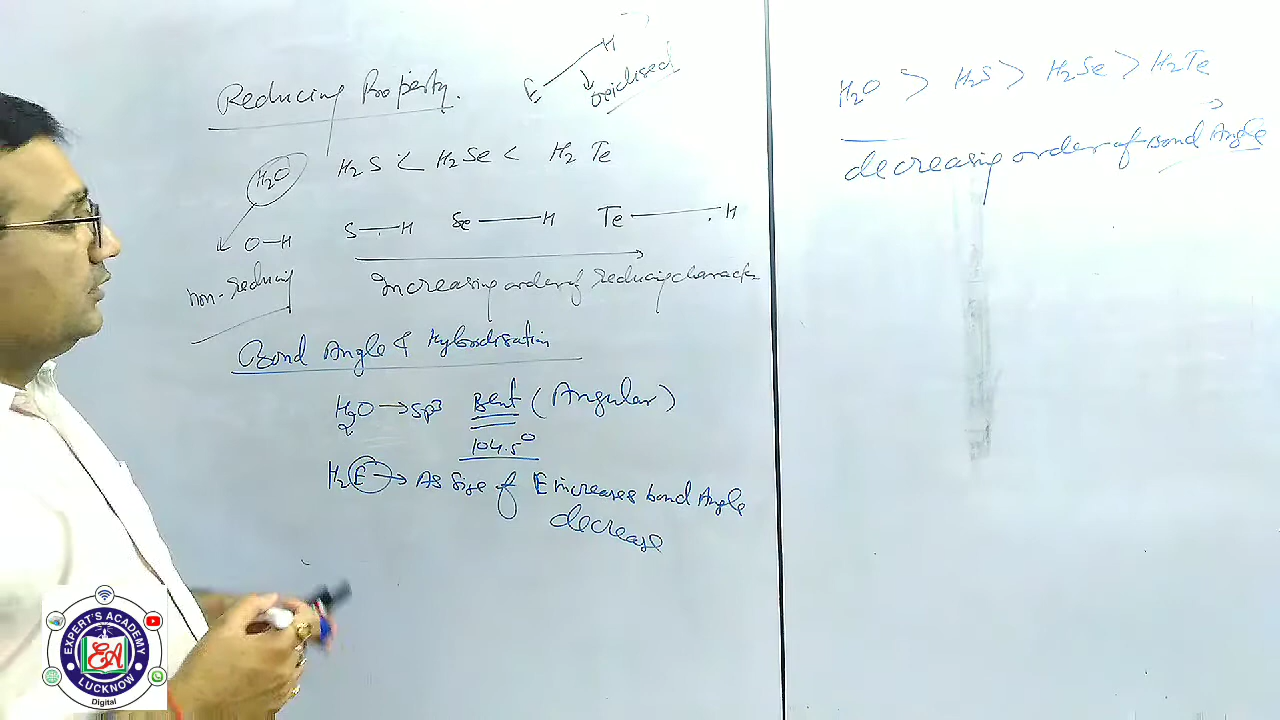 Reducing Property.
E H
↓
oxidised
H2O H2S < H2Se < H2Te
O—H S—H Se—H Te—H
non-reducing
Increasing order of reducing character
Bond Angle & Hybridisation
H2O → sp3 Bent (Angular)
104.5°
H2E → As Size of E increases bond Angle
decrease
H2O > H2S > H2Se > H2Te
decreasing order of Bond Angle
EXPERT'S ACADEMY
EA
LUCKNOW
Digital